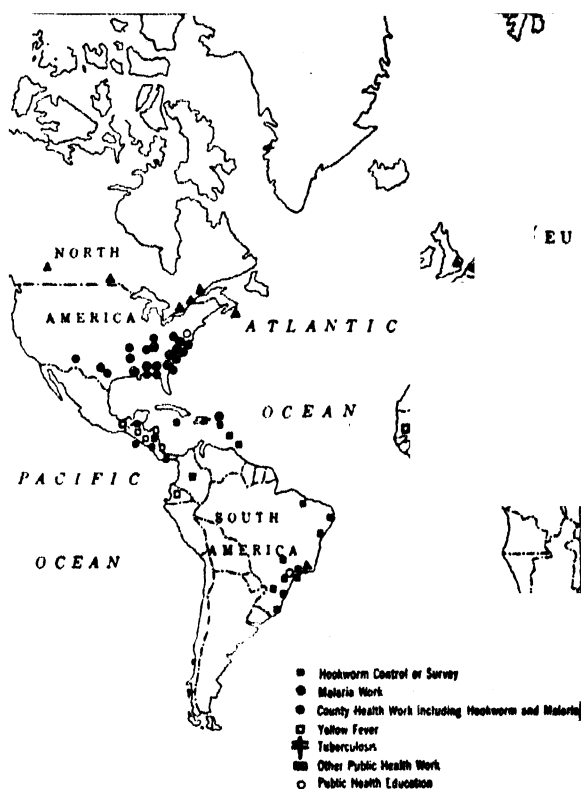 EU
NORTH
AMERICA
ATLANTIC
OCEAN
PACIFIC
OCEAN
SOUTH
AMERICA
Hookworm Control or Survey
Malaria Work
County Health Work including Hookworm and Malaria
Yellow Fever
Tuberculosis
Other Public Health Work
Public Health Education